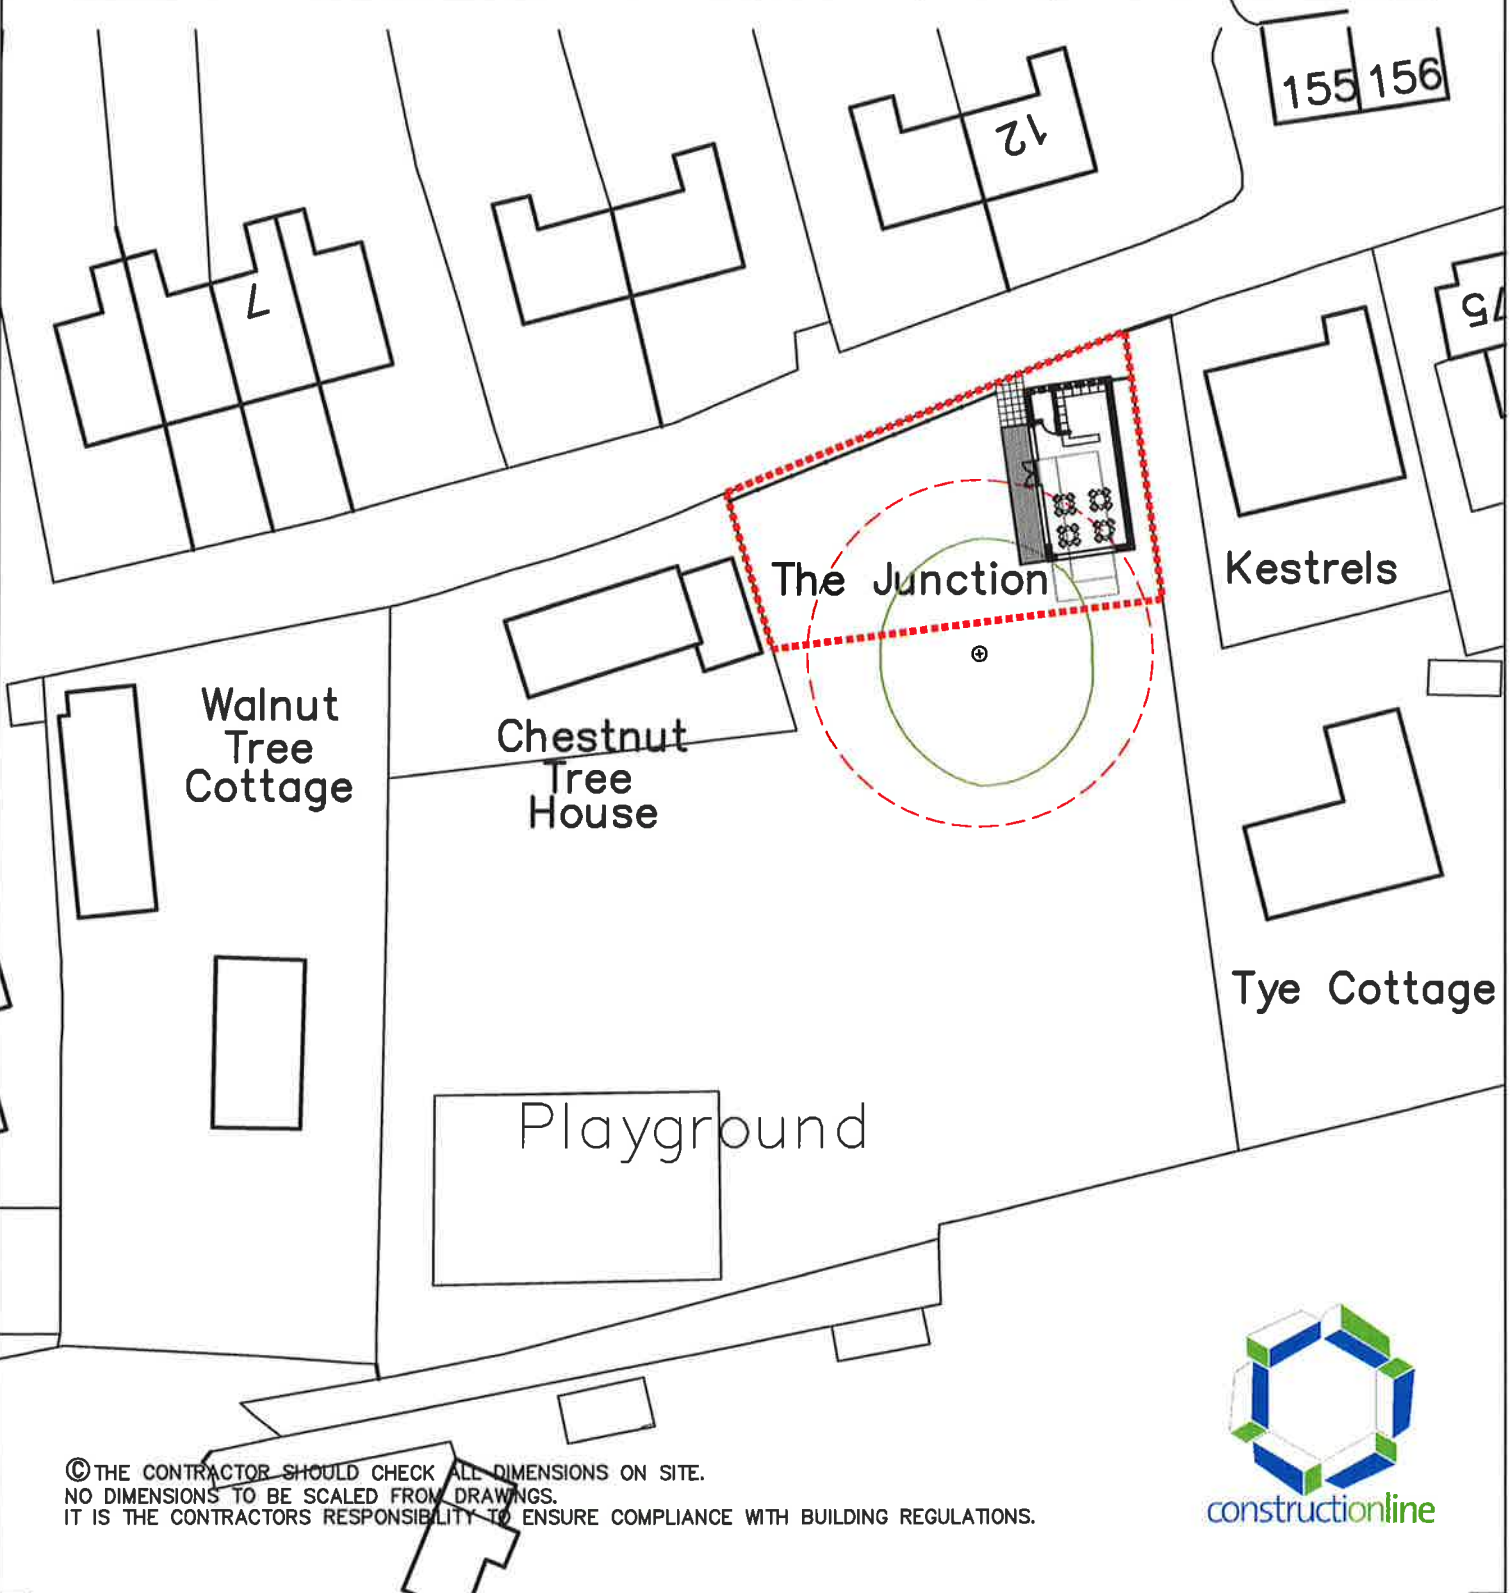 155 156
12
7
75
The Junction
Kestrels
Walnut
Tree
Cottage
Chestnut
Tree
House
Tye Cottage
Playground
©THE CONTRACTOR SHOULD CHECK ALL DIMENSIONS ON SITE.
NO DIMENSIONS TO BE SCALED FROM DRAWINGS.
IT IS THE CONTRACTORS RESPONSIBILITY TO ENSURE COMPLIANCE WITH BUILDING REGULATIONS.
constructionline